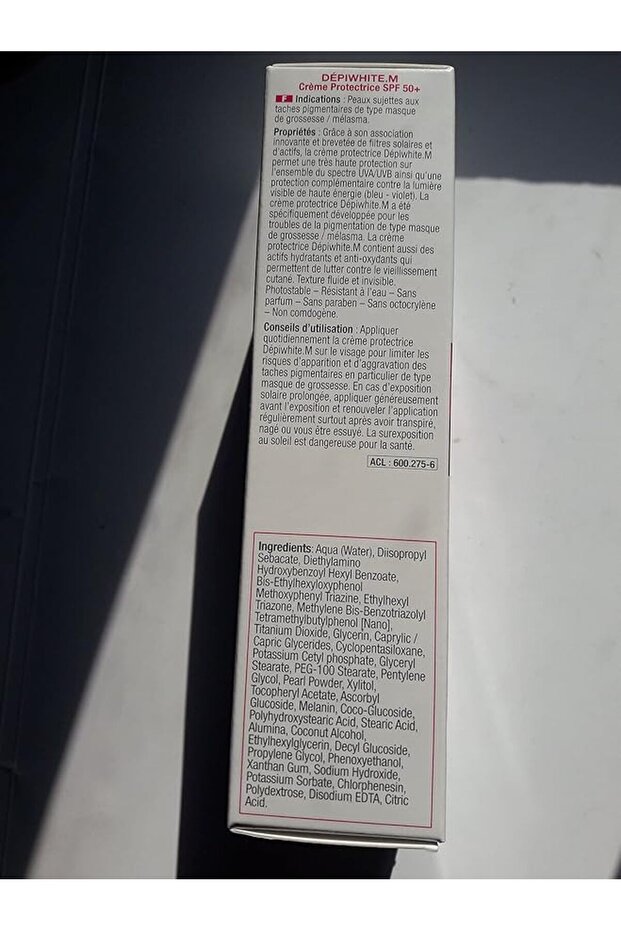 DÉPIWHITE.M
Crème Protectrice SPF 50+
F Indications : Peaux sujettes aux
taches pigmentaires de type masque
de grossesse / mélasma.
Propriétés : Grâce à son association
innovante et brevetée de filtres solaires et
d'actifs, la crème protectrice Dépiwhite.M
permet une très haute protection sur
l'ensemble du spectre UVA/UVB ainsi qu'une
protection complémentaire contre la lumière
visible de haute énergie (bleu - violet). La
crème protectrice Dépiwhite.M a été
spécifiquement développée pour les
troubles de la pigmentation de type masque
de grossesse / mélasma. La crème
protectrice Dépiwhite.M contient aussi des
actifs hydratants et anti-oxydants qui
permettent de lutter contre le vieillissement
cutané. Texture fluide et invisible.
Photostable – Résistant à l'eau – Sans
parfum – Sans paraben – Sans octocrylène
– Non comdogène.
Conseils d'utilisation : Appliquer
quotidiennement la crème protectrice
Dépiwhite.M sur le visage pour limiter les
risques d'apparition et d'aggravation des
taches pigmentaires en particulier de type
masque de grossesse. En cas d'exposition
solaire prolongée, appliquer généreusement
avant l'exposition et renouveler l'application
régulièrement surtout après avoir transpiré,
nagé ou vous être essuyé. La surexposition
au soleil est dangereuse pour la santé.
ACL : 600.275-6
Ingredients: Aqua (Water), Diisopropyl
Sebacate, Diethylamino
Hydroxybenzoyl Hexyl Benzoate,
Bis-Ethylhexyloxyphenol
Methoxyphenyl Triazine, Ethylhexyl
Triazone, Methylene Bis-Benzotriazolyl
Tetramethylbutylphenol [Nano],
Titanium Dioxide, Glycerin, Caprylic /
Capric Glycerides, Cyclopentasiloxane,
Potassium Cetyl phosphate, Glyceryl
Stearate, PEG-100 Stearate, Pentylene
Glycol, Pearl Powder, Xylitol,
Tocopheryl Acetate, Ascorbyl
Glucoside, Melanin, Coco-Glucoside,
Polyhydroxystearic Acid, Stearic Acid,
Alumina, Coconut Alcohol,
Ethylhexylglycerin, Decyl Glucoside,
Propylene Glycol, Phenoxyethanol,
Xanthan Gum, Sodium Hydroxide,
Potassium Sorbate, Chlorphenesin,
Polydextrose, Disodium EDTA, Citric
Acid.